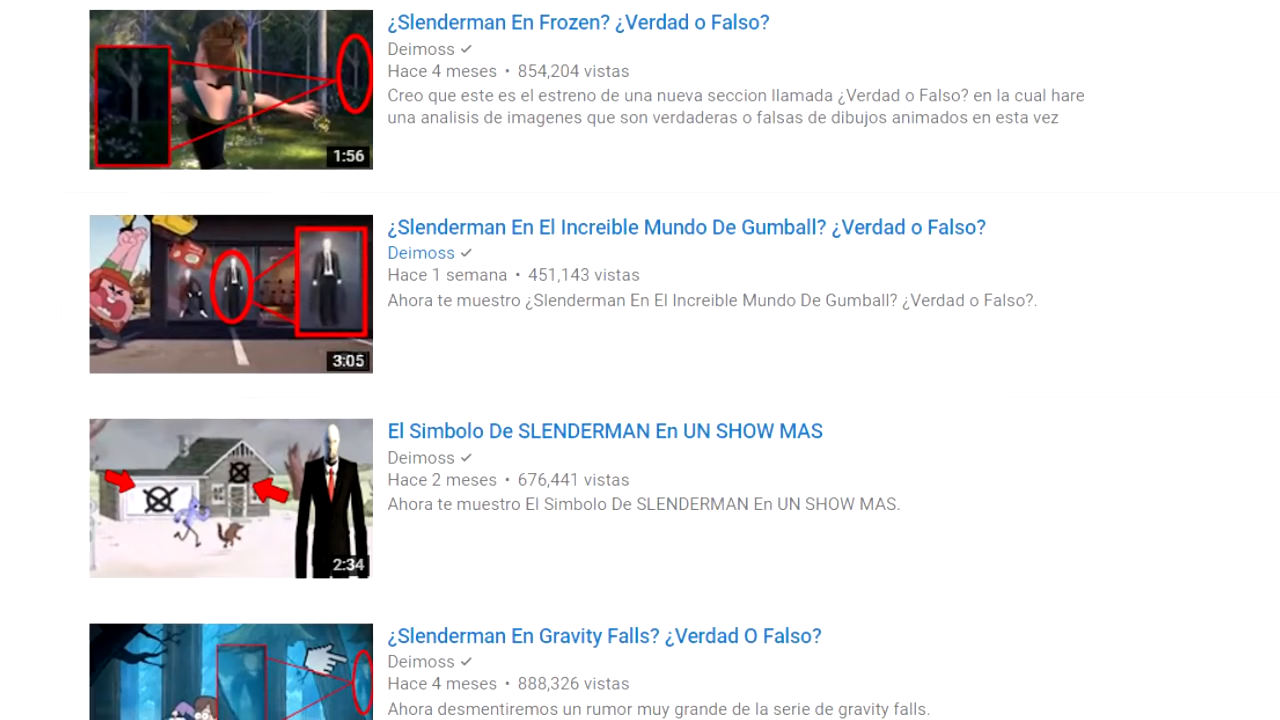 ¿Slenderman En Frozen? ¿Verdad o Falso?
Deimoss ✓
Hace 4 meses • 854,204 vistas
Creo que este es el estreno de una nueva seccion llamada ¿Verdad o Falso? en la cual hare
una analisis de imagenes que son verdaderas o falsas de dibujos animados en esta vez
1:56
¿Slenderman En El Increible Mundo De Gumball? ¿Verdad o Falso?
Deimoss ✓
Hace 1 semana • 451,143 vistas
Ahora te muestro ¿Slenderman En El Increible Mundo De Gumball? ¿Verdad o Falso?.
3:05
El Simbolo De SLENDERMAN En UN SHOW MAS
Deimoss ✓
Hace 2 meses • 676,441 vistas
Ahora te muestro El Simbolo De SLENDERMAN En UN SHOW MAS.
2:34
¿Slenderman En Gravity Falls? ¿Verdad O Falso?
Deimoss ✓
Hace 4 meses • 888,326 vistas
Ahora desmentiremos un rumor muy grande de la serie de gravity falls.